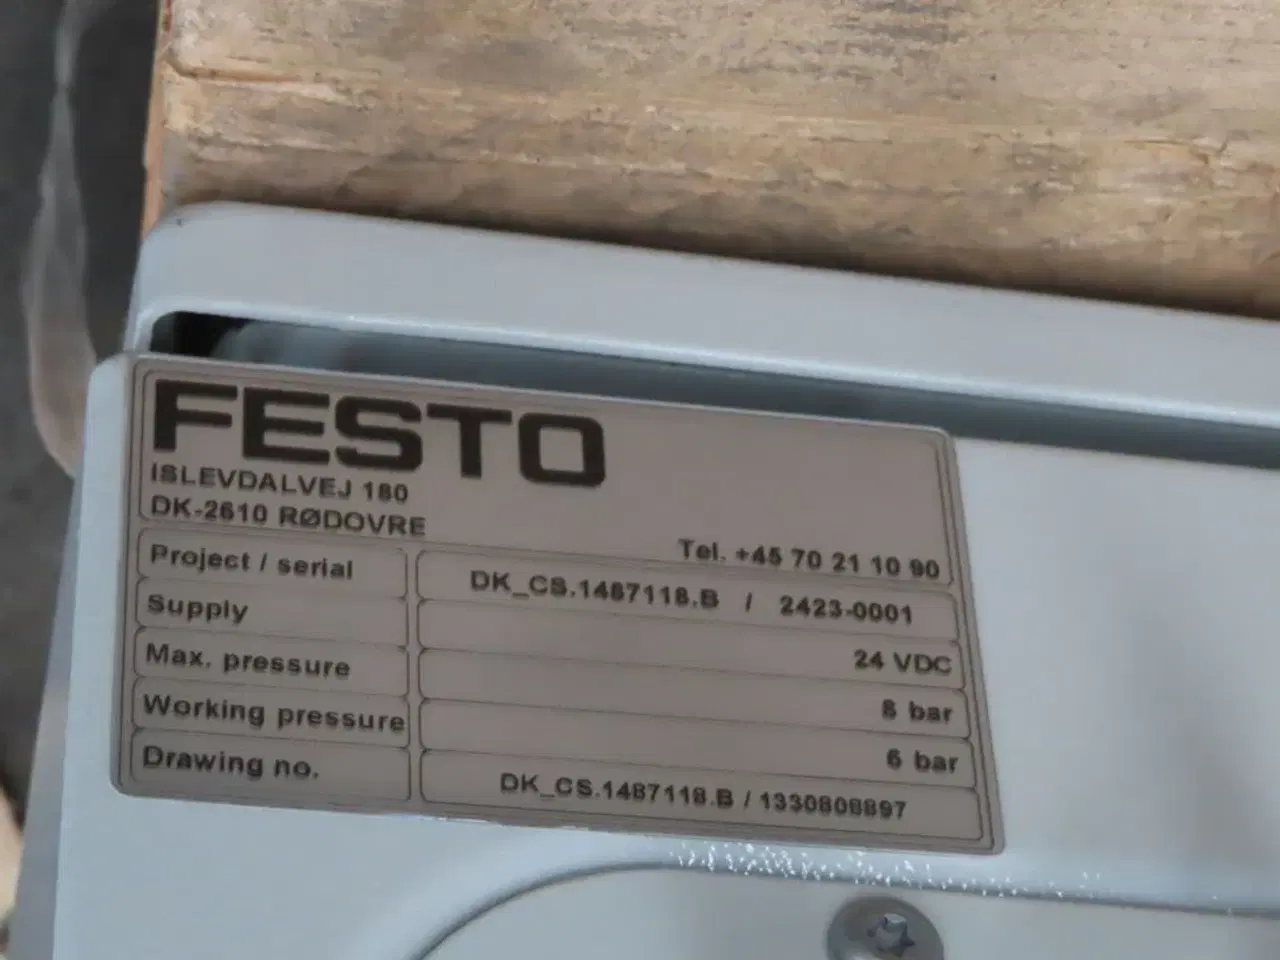 FESTO
ISLEVDALVEJ 180
DK-2610 RØDOVRE
Tel. +45 70 21 10 90
Project / serial DK_CS.1487118.B / 2423-0001
Supply 24 VDC
Max. pressure 8 bar
Working pressure 6 bar
Drawing no. DK_CS.1487118.B / 1330808897